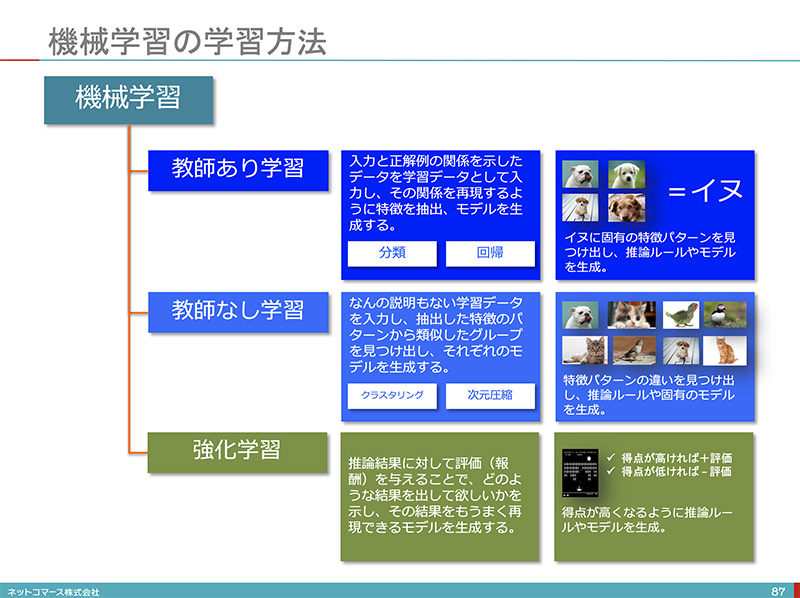 機械学習の学習方法
機械学習
教師あり学習
入力と正解例の関係を示した
データを学習データとして入
力し、その関係を再現するよ
うに特徴を抽出、モデルを生
成する。
分類
回帰
＝イヌ
イヌに固有の特徴パターンを見
つけ出し、推論ルールやモデル
を生成。
教師なし学習
なんの説明もない学習データ
を入力し、抽出した特徴のパ
ターンから類似したグループ
を見つけ出し、それぞれのモ
デルを生成する。
クラスタリング
次元圧縮
特徴パターンの違いを見つけ出
し、推論ルールや固有のモデル
を生成。
強化学習
推論結果に対して評価（報
酬）を与えることで、どのよ
うな結果を出して欲しいかを
示し、その結果をもうまく再
現できるモデルを生成する。
✓ 得点が高ければ＋評価
✓ 得点が低ければ－評価
得点が高くなるように推論ルー
ルやモデルを生成。
ネットコマース株式会社
87